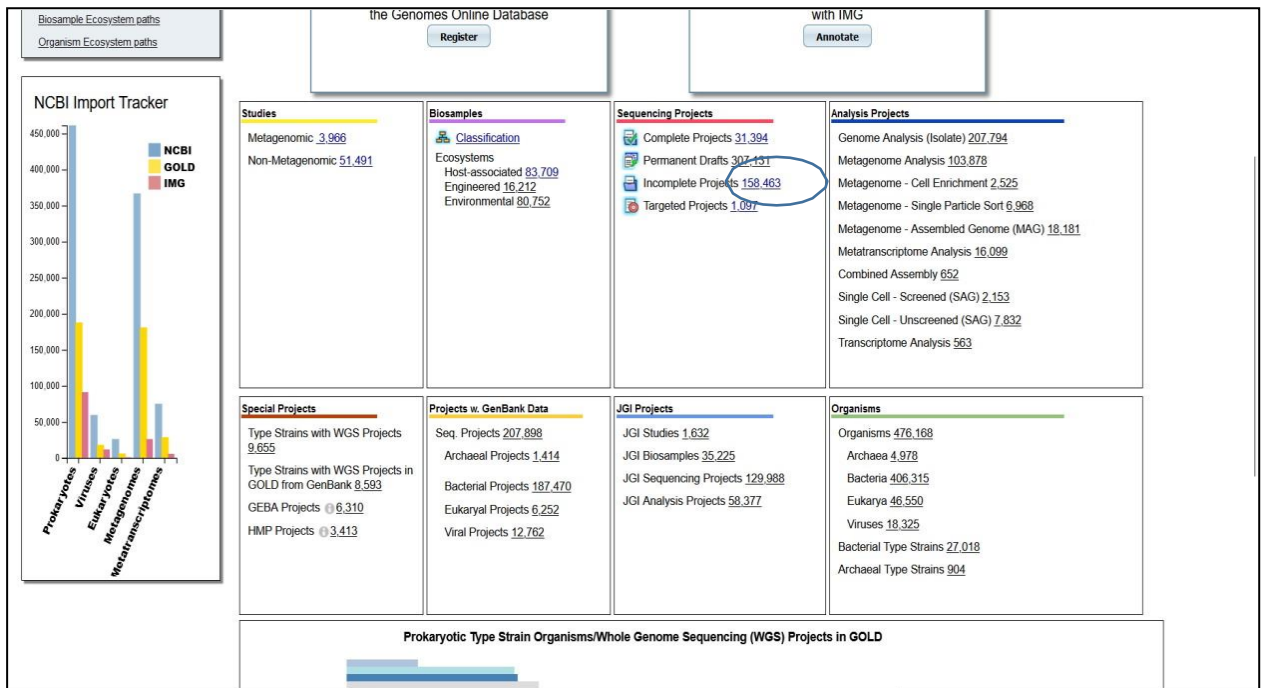 Biosample Ecosystem paths
Organism Ecosystem paths
the Genomes Online Database
Register
with IMG
Annotate
NCBI Import Tracker
450,000
400,000
350,000
300,000
250,000
200,000
150,000
100,000
50,000
0
NCBI
GOLD
IMG
Prokaryotes
Viruses
Eukaryotes
Metagenomes
Metatranscriptomes
Studies
Metagenomic 3,966
Non-Metagenomic 51,491
Biosamples
Classification
Ecosystems
Host-associated 83,709
Engineered 16,212
Environmental 80,752
Sequencing Projects
Complete Projects 31,394
Permanent Drafts 307,131
Incomplete Projects 158,463
Targeted Projects 1,097
Analysis Projects
Genome Analysis (Isolate) 207,794
Metagenome Analysis 103,878
Metagenome - Cell Enrichment 2,525
Metagenome - Single Particle Sort 6,968
Metagenome - Assembled Genome (MAG) 18,181
Metatranscriptome Analysis 16,099
Combined Assembly 652
Single Cell - Screened (SAG) 2,153
Single Cell - Unscreened (SAG) 7,832
Transcriptome Analysis 563
Special Projects
Type Strains with WGS Projects
9,655
Type Strains with WGS Projects in
GOLD from GenBank 8,593
GEBA Projects 6,310
HMP Projects 3,413
Projects w. GenBank Data
Seq. Projects 207,898
Archaeal Projects 1,414
Bacterial Projects 187,470
Eukaryal Projects 6,252
Viral Projects 12,762
JGI Projects
JGI Studies 1,632
JGI Biosamples 35,225
JGI Sequencing Projects 129,988
JGI Analysis Projects 58,377
Organisms
Organisms 476,168
Archaea 4,978
Bacteria 406,315
Eukarya 46,550
Viruses 18,325
Bacterial Type Strains 27,018
Archaeal Type Strains 904
Prokaryotic Type Strain Organisms/Whole Genome Sequencing (WGS) Projects in GOLD